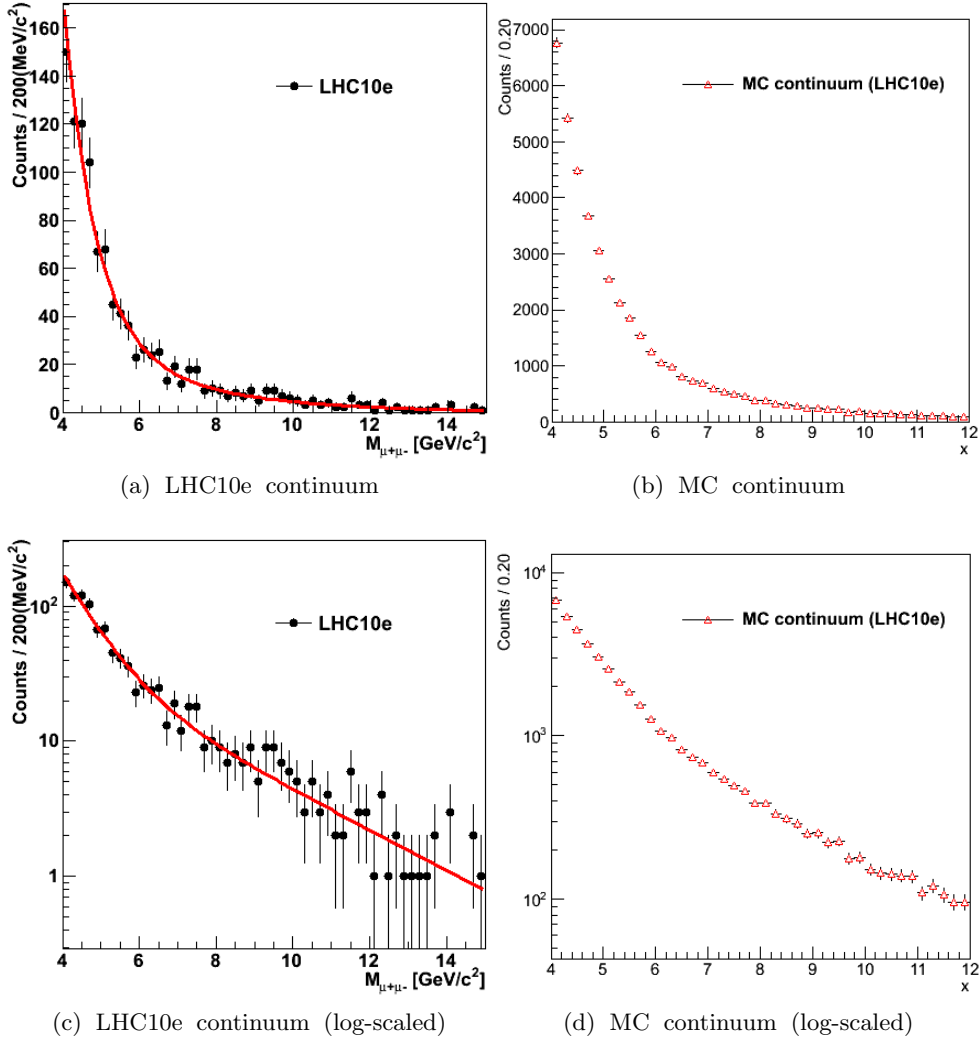 Counts / 200(MeV/c²)
160
140
120
100
80
60
40
20
0
LHC10e
4 6 8 10 12 14
M μ+μ- [GeV/c²]
(a) LHC10e continuum
Counts / 0.20
7000
6000
5000
4000
3000
2000
1000
0
MC continuum (LHC10e)
4 5 6 7 8 9 10 11 12
x
(b) MC continuum
Counts / 200(MeV/c²)
10²
10
1
LHC10e
4 6 8 10 12 14
M μ+μ- [GeV/c²]
(c) LHC10e continuum (log-scaled)
Counts / 0.20
10⁴
10³
10²
MC continuum (LHC10e)
4 5 6 7 8 9 10 11 12
x
(d) MC continuum (log-scaled)